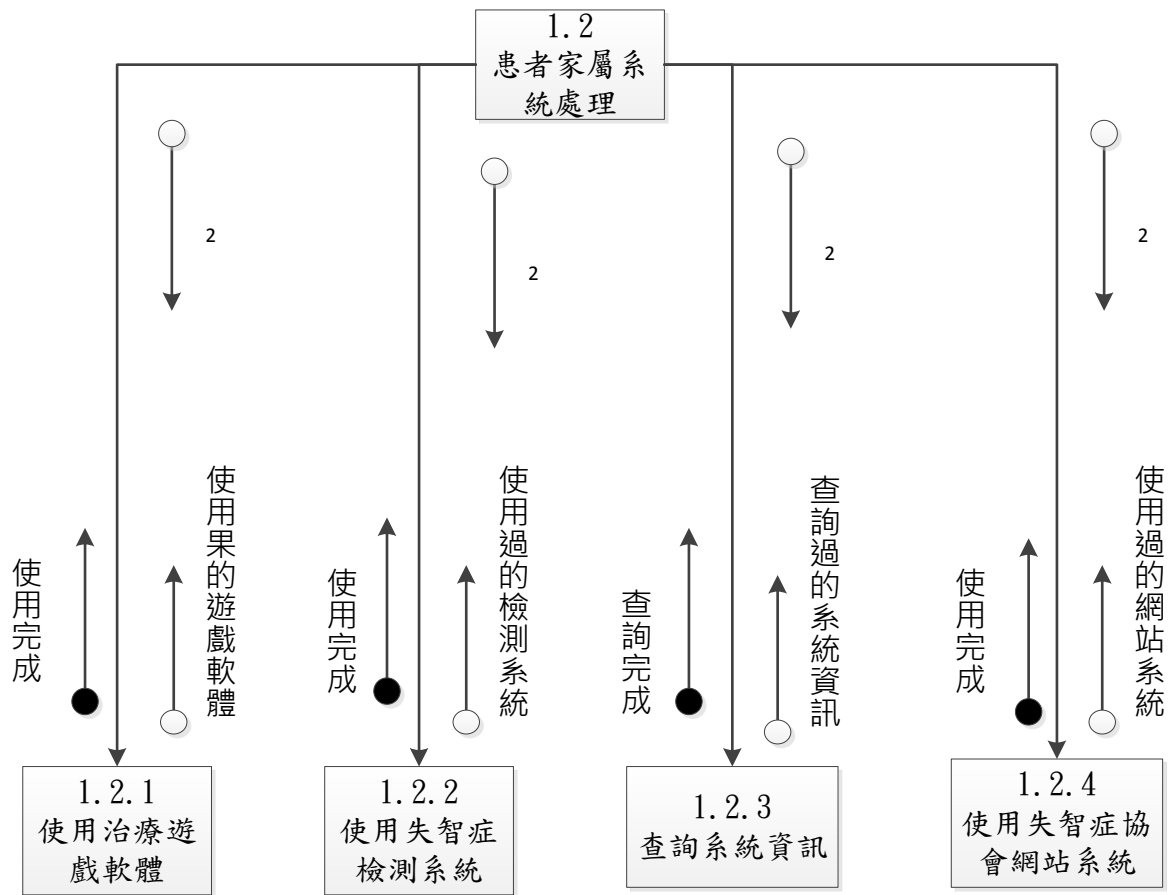 1.2
患者家屬系
統處理
2
2
2
2
使用完成
使用果的遊戲軟體
使用完成
使用過的檢測系統
查詢完成
查詢過的系統資訊
使用完成
使用過的網站系統
1.2.1
使用治療遊
戲軟體
1.2.2
使用失智症
檢測系統
1.2.3
查詢系統資訊
1.2.4
使用失智症協
會網站系統